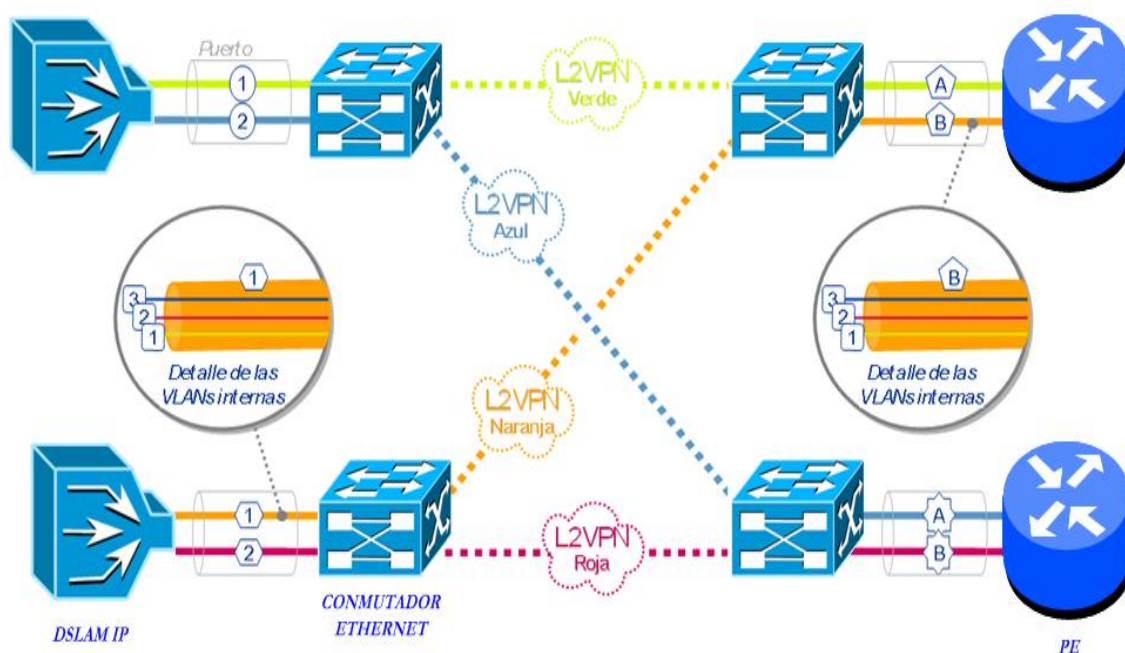 Puerto
1
2
L2VPN
Verde
A
B
L2VPN
Azul
1
3
2
1
Detalle de las
VLANs internas
B
3
2
1
Detalle de las
VLANs internas
L2VPN
Naranja
1
2
L2VPN
Roja
A
B
DSLAM IP
CONMUTADOR
ETHERNET
PE